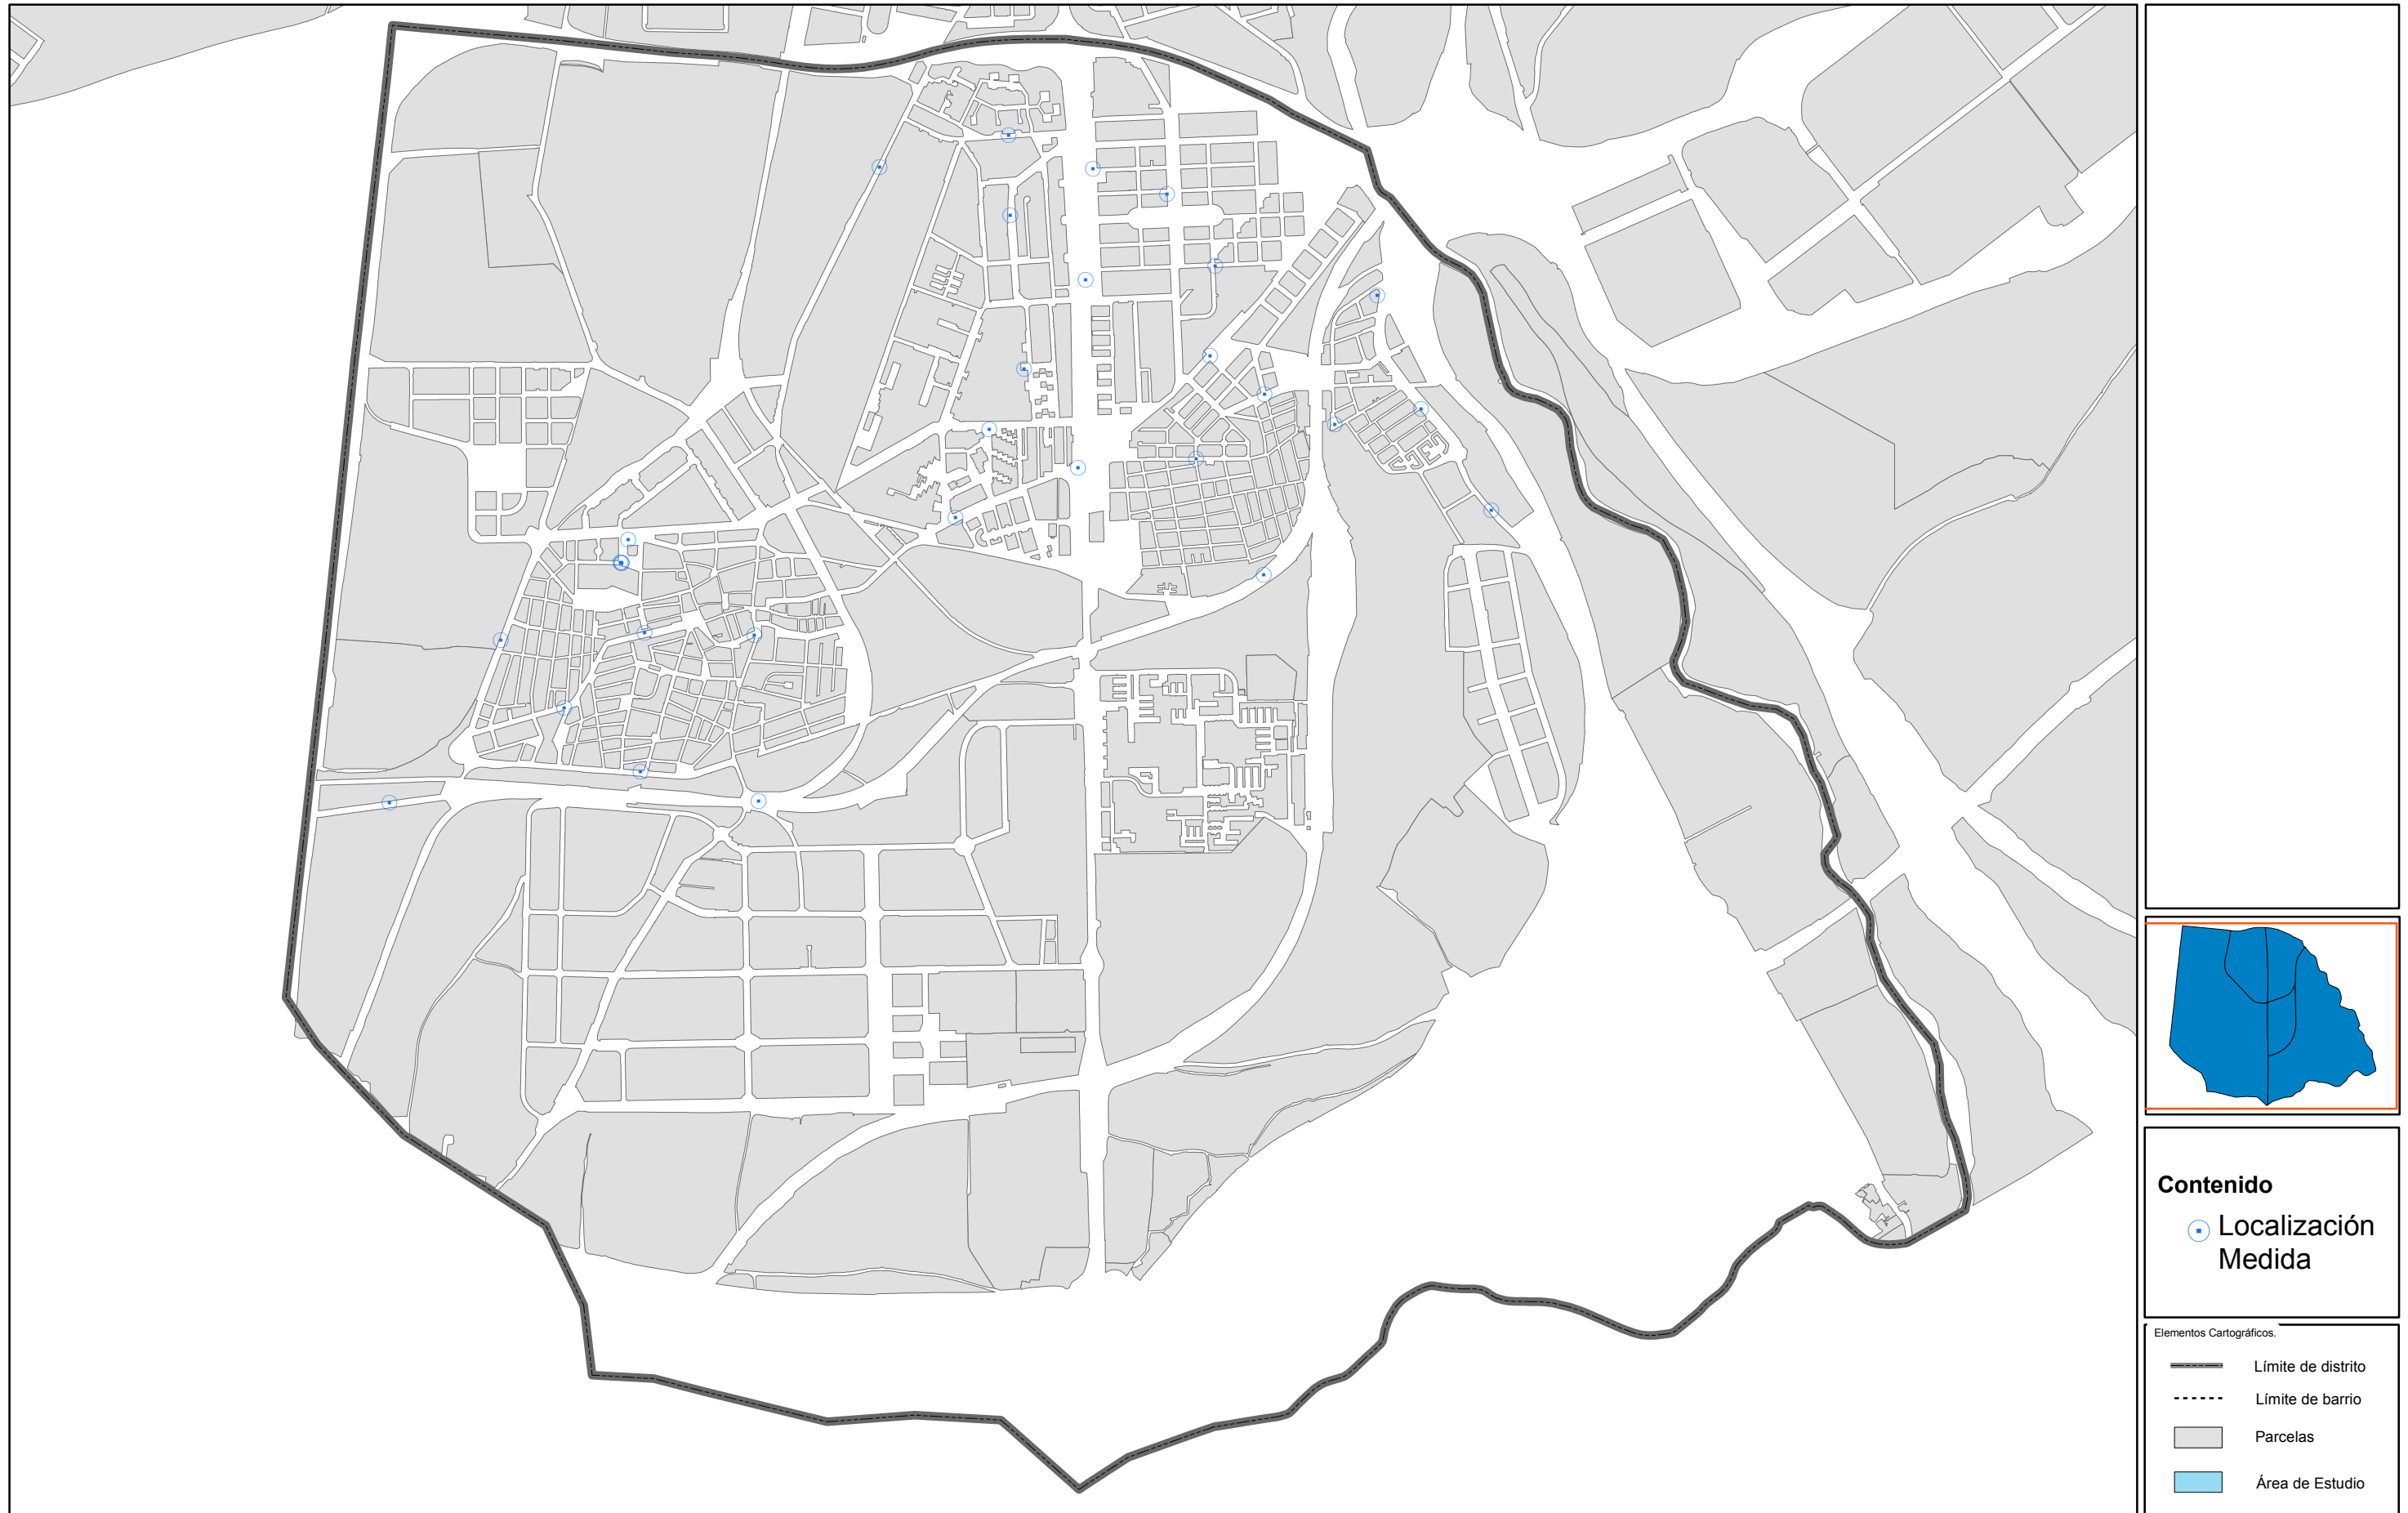 Contenido
Localización
Medida
Elementos Cartográficos.
Límite de distrito
Límite de barrio
Parcelas
Área de Estudio